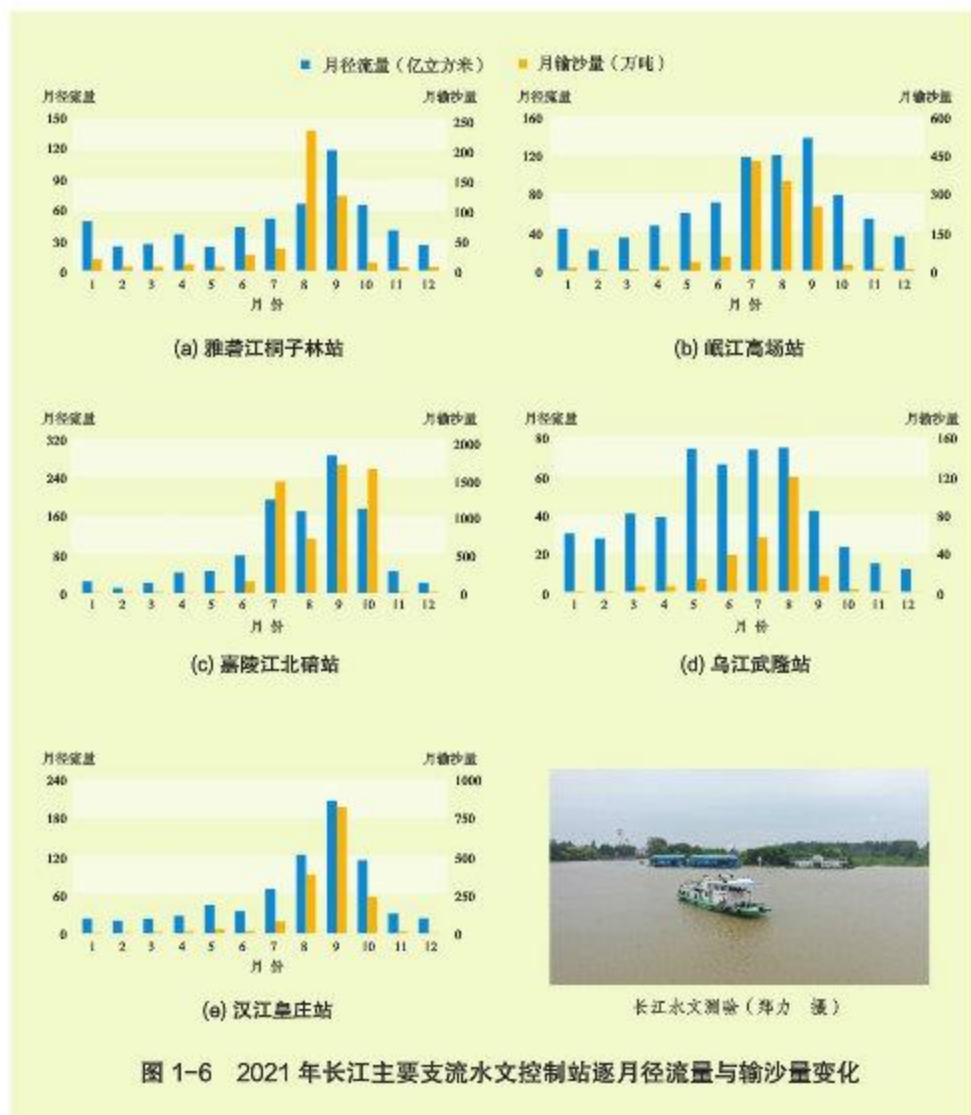 月径流量（亿立方米） 月输沙量（万吨）
月径流量 月输沙量
150
120
90
60
30
0
250
200
150
100
50
0
1 2 3 4 5 6 7 8 9 10 11 12
月 份
(a) 雅砻江桐子林站
月径流量 月输沙量
160
120
80
40
0
600
450
300
150
0
1 2 3 4 5 6 7 8 9 10 11 12
月 份
(b) 岷江高场站
月径流量 月输沙量
320
240
160
80
0
2000
1500
1000
500
0
1 2 3 4 5 6 7 8 9 10 11 12
月 份
(c) 嘉陵江北碚站
月径流量 月输沙量
80
60
40
20
0
160
120
80
40
0
1 2 3 4 5 6 7 8 9 10 11 12
月 份
(d) 乌江武隆站
月径流量 月输沙量
240
180
120
60
0
1000
750
500
250
0
1 2 3 4 5 6 7 8 9 10 11 12
月 份
(e) 汉江皇庄站
长江水文测验（郑力 摄）
图 1-6 2021 年长江主要支流水文控制站逐月径流量与输沙量变化